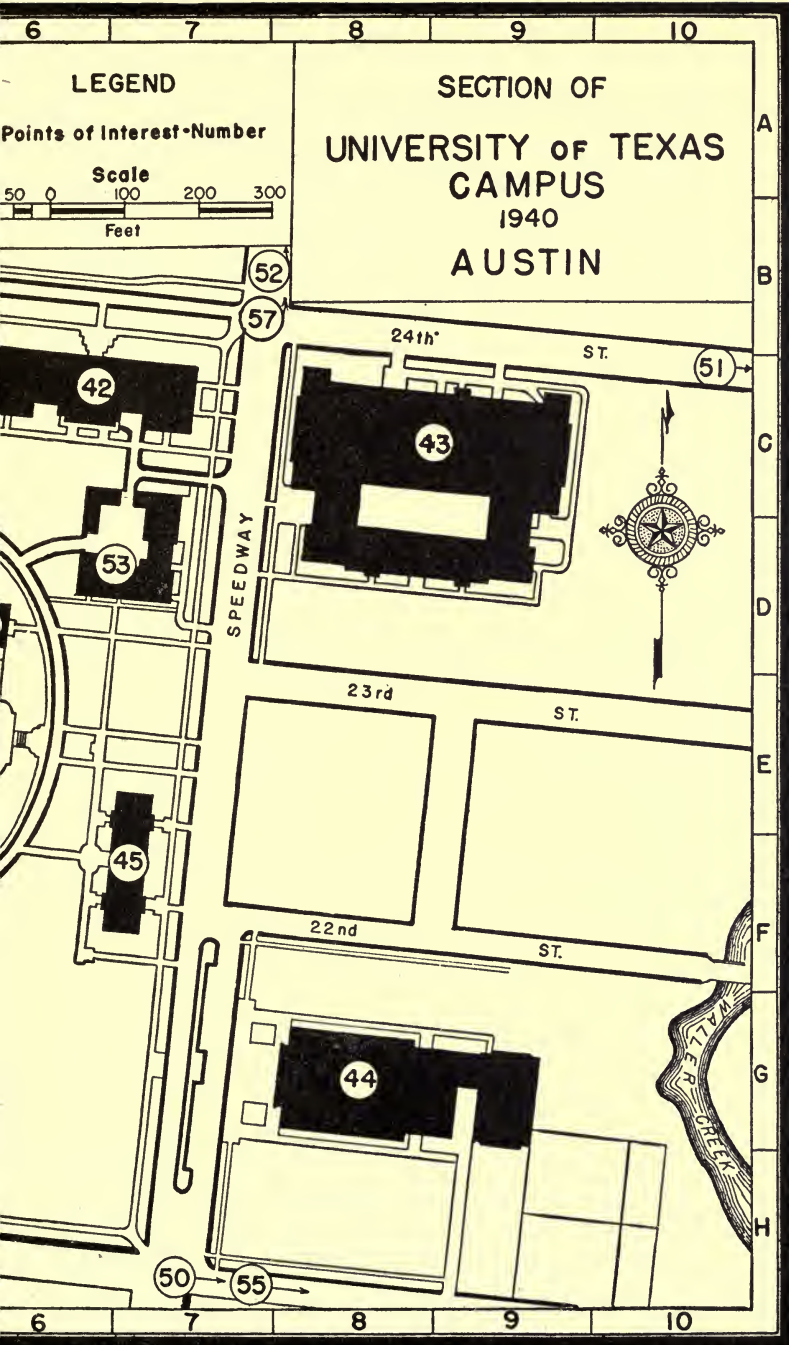 6 7 8 9 10
LEGEND
Points of Interest-Number
Scale
50 0 100 200 300
Feet
SECTION OF
UNIVERSITY OF TEXAS
CAMPUS
1940
AUSTIN
A
B
C
D
E
F
G
H
52
57
24th ST.
51
42
43
53
SPEEDWAY
23rd ST.
45
22nd ST.
WALLER CREEK
44
50
55
6 7 8 9 10